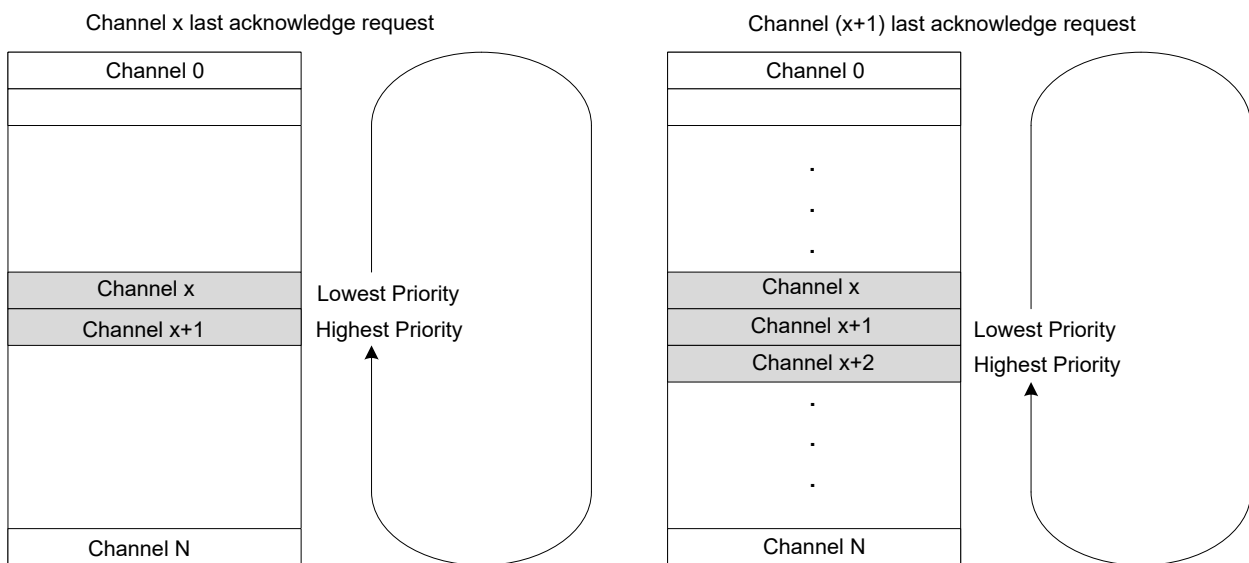 Channel x last acknowledge request
Channel 0
Channel x
Lowest Priority
Channel x+1
Highest Priority
Channel N
Channel (x+1) last acknowledge request
Channel 0
.
.
.
Channel x
Channel x+1
Lowest Priority
Channel x+2
Highest Priority
.
.
.
Channel N